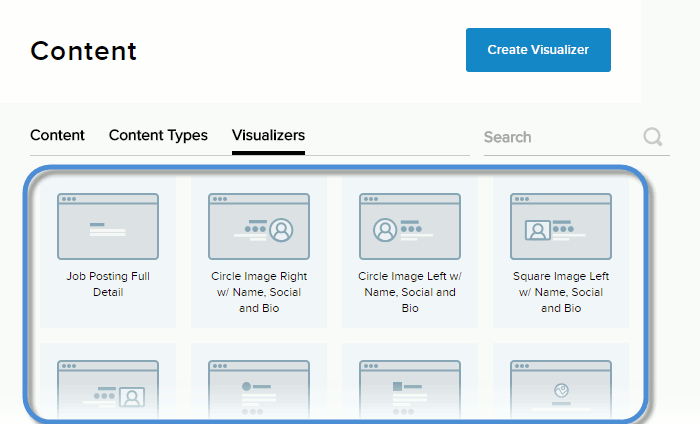 Content
Create Visualizer
Content
Content Types
Visualizers
Search
Job Posting Full
Detail
Circle Image Right
w/ Name, Social
and Bio
Circle Image Left w/
Name, Social and
Bio
Square Image Left
w/ Name, Social
and Bio